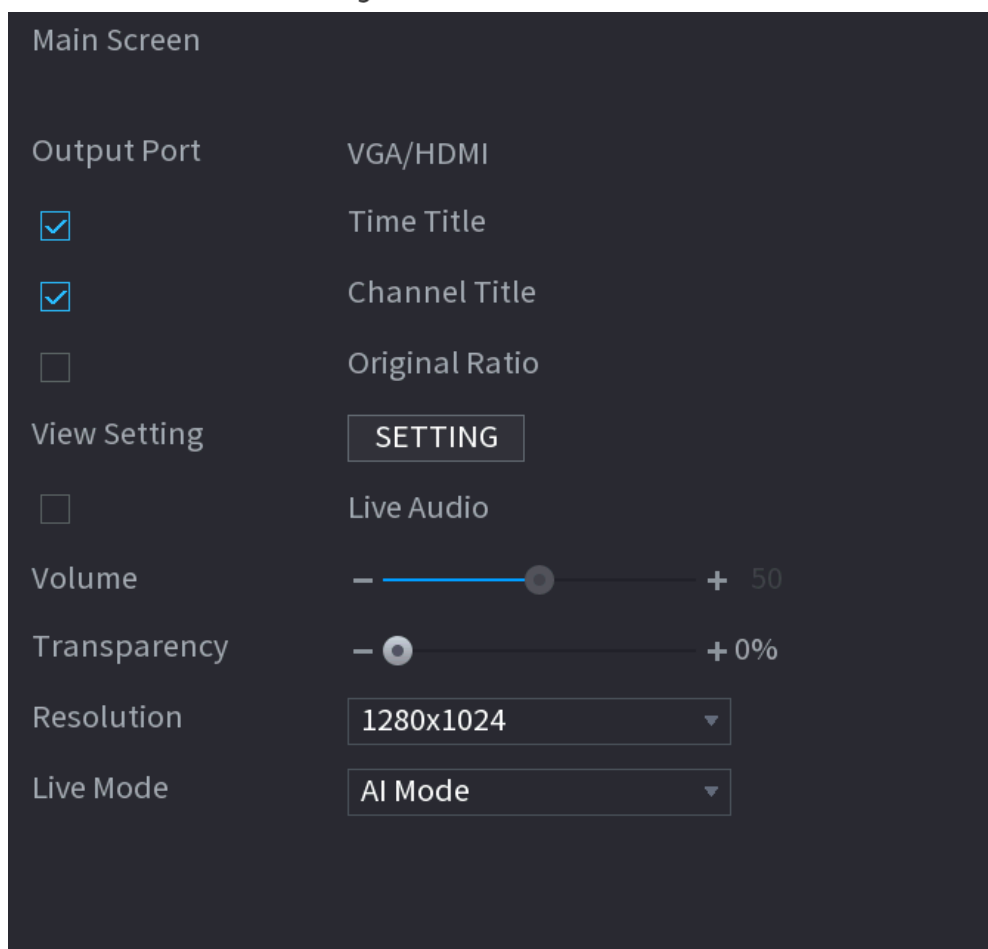 Main Screen
Output Port VGA/HDMI
Time Title
Channel Title
Original Ratio
View Setting SETTING
Live Audio
Volume 50
Transparency 0%
Resolution 1280x1024
Live Mode AI Mode